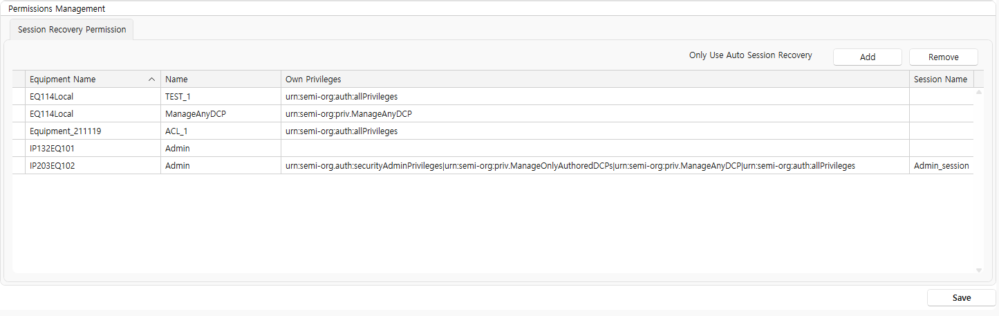 Permissions Management
Session Recovery Permission
Only Use Auto Session Recovery Add Remove
Equipment Name Name Own Privileges Session Name
EQ114Local TEST_1 urn:semi-org:auth:allPrivileges
EQ114Local ManageAnyDCP urn:semi-org:priv.ManageAnyDCP
Equipment_211119 ACL_1 urn:semi-org:auth:allPrivileges
IP132EQ101 Admin
IP203EQ102 Admin urn:semi-org.auth:securityAdminPrivileges|urn:semi-org:priv.ManageOnlyAuthoredDCPs|urn:semi-org:priv.ManageAnyDCP|urn:semi-org:auth:allPrivileges Admin_session
Save